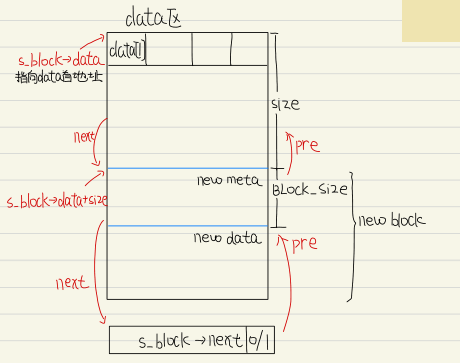 data区
s_block→data
指向data首地址
data[]
size
next
pre
new meta
s_block→data+size
BLOCK_SIZE
new block
new data
pre
next
s_block→next 0/1